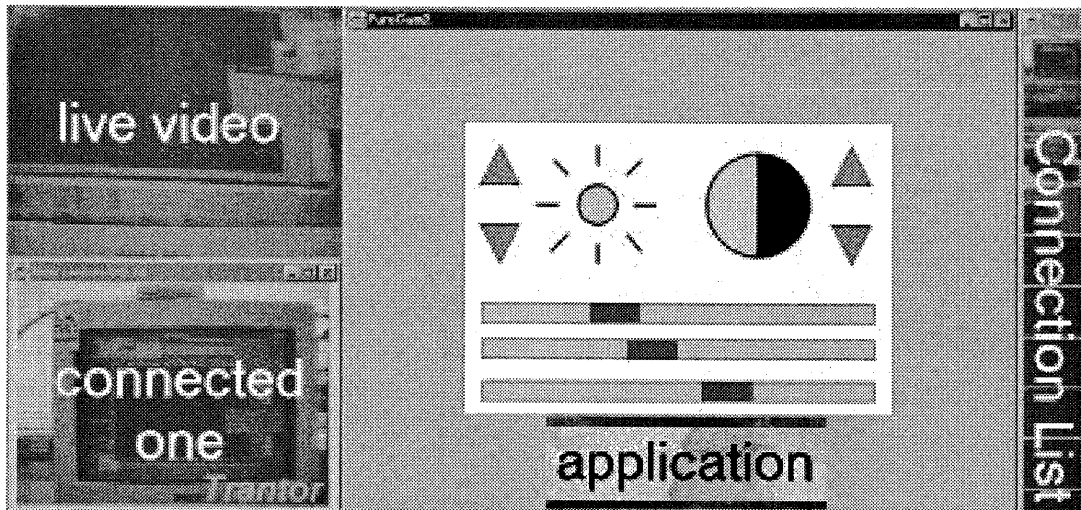 live video
connected
one
Trantor
application
Connection List